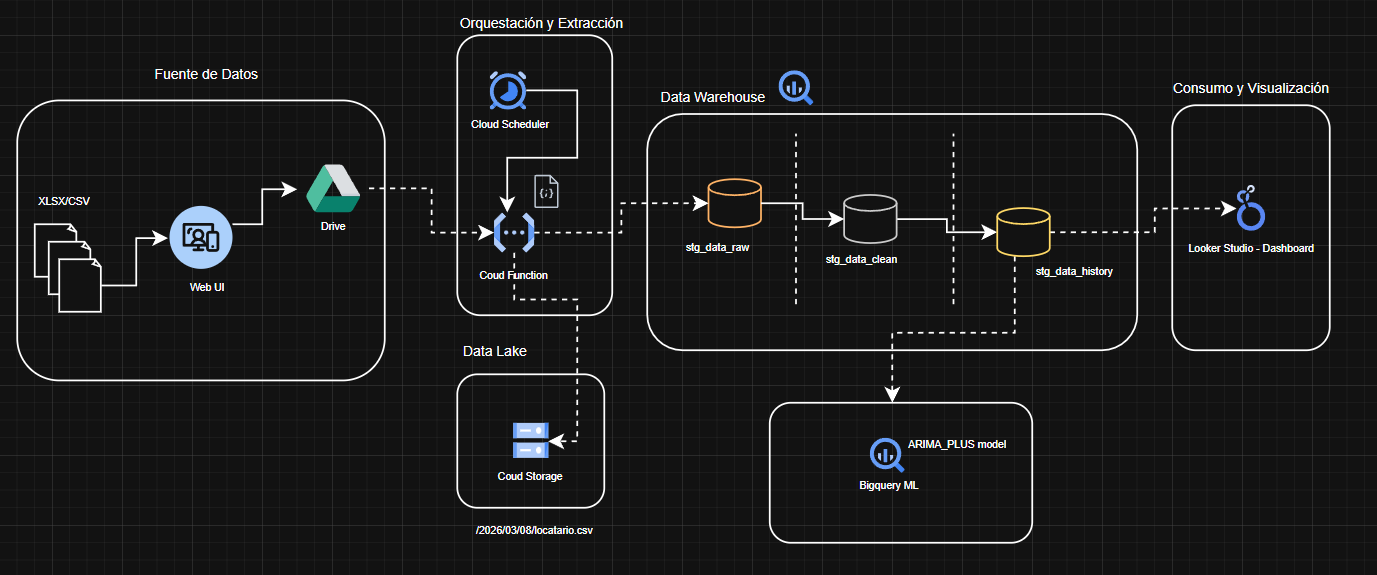 Orquestación y Extracción
Fuente de Datos
Cloud Scheduler
Data Warehouse
Consumo y Visualización
XLSX/CSV
{;}
Drive
Web UI
Coud Function
stg_data_raw
stg_data_clean
stg_data_history
Looker Studio - Dashboard
Data Lake
Coud Storage
/2026/03/08/locatario.csv
ARIMA_PLUS model
Bigquery ML